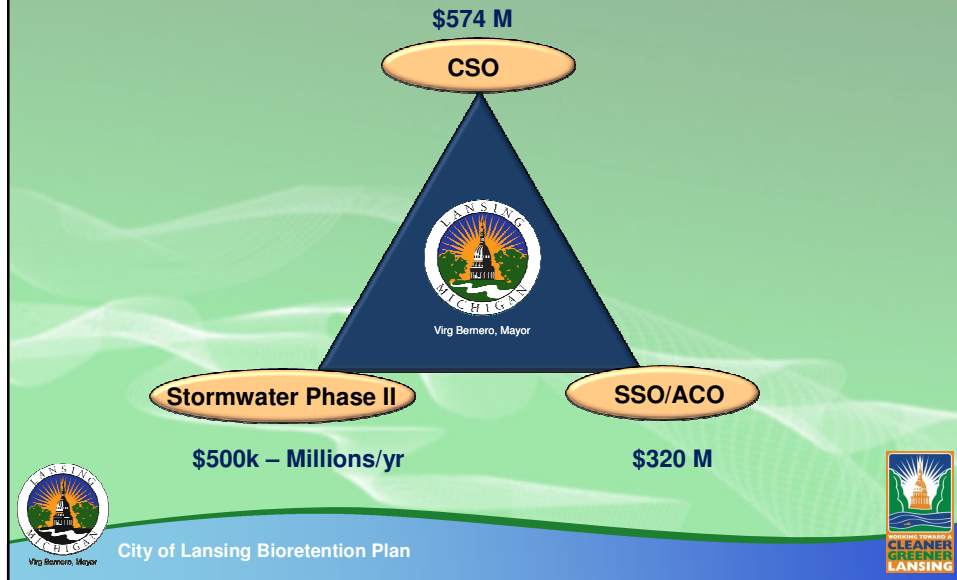 $574 M
CSO
LANSING
MICHIGAN
Virg Bernero, Mayor
Stormwater Phase II
SSO/ACO
$500k – Millions/yr
$320 M
LANSING
MICHIGAN
Virg Bernero, Mayor
City of Lansing Bioretention Plan
WORKING TOWARD A
CLEANER
GREENER
LANSING